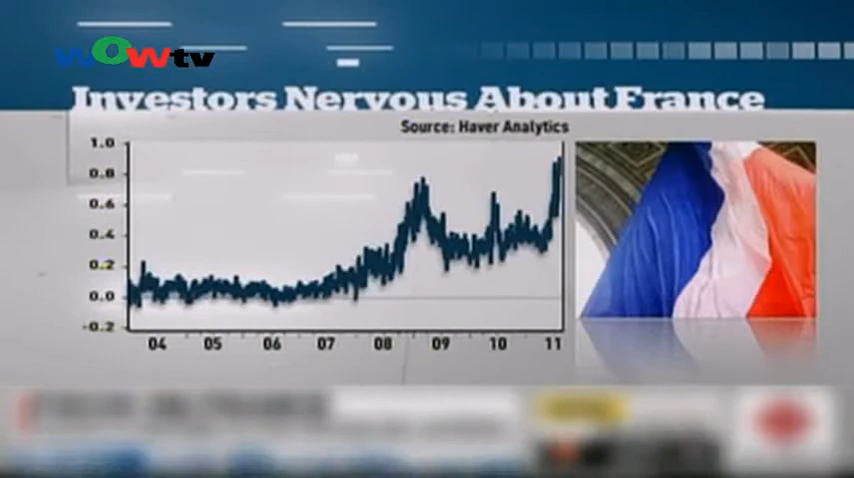 wOwtv
Investors Nervous About France
Source: Haver Analytics
1.0
0.8
0.6
0.4
0.2
0.0
-0.2
04 05 06 07 08 09 10 11